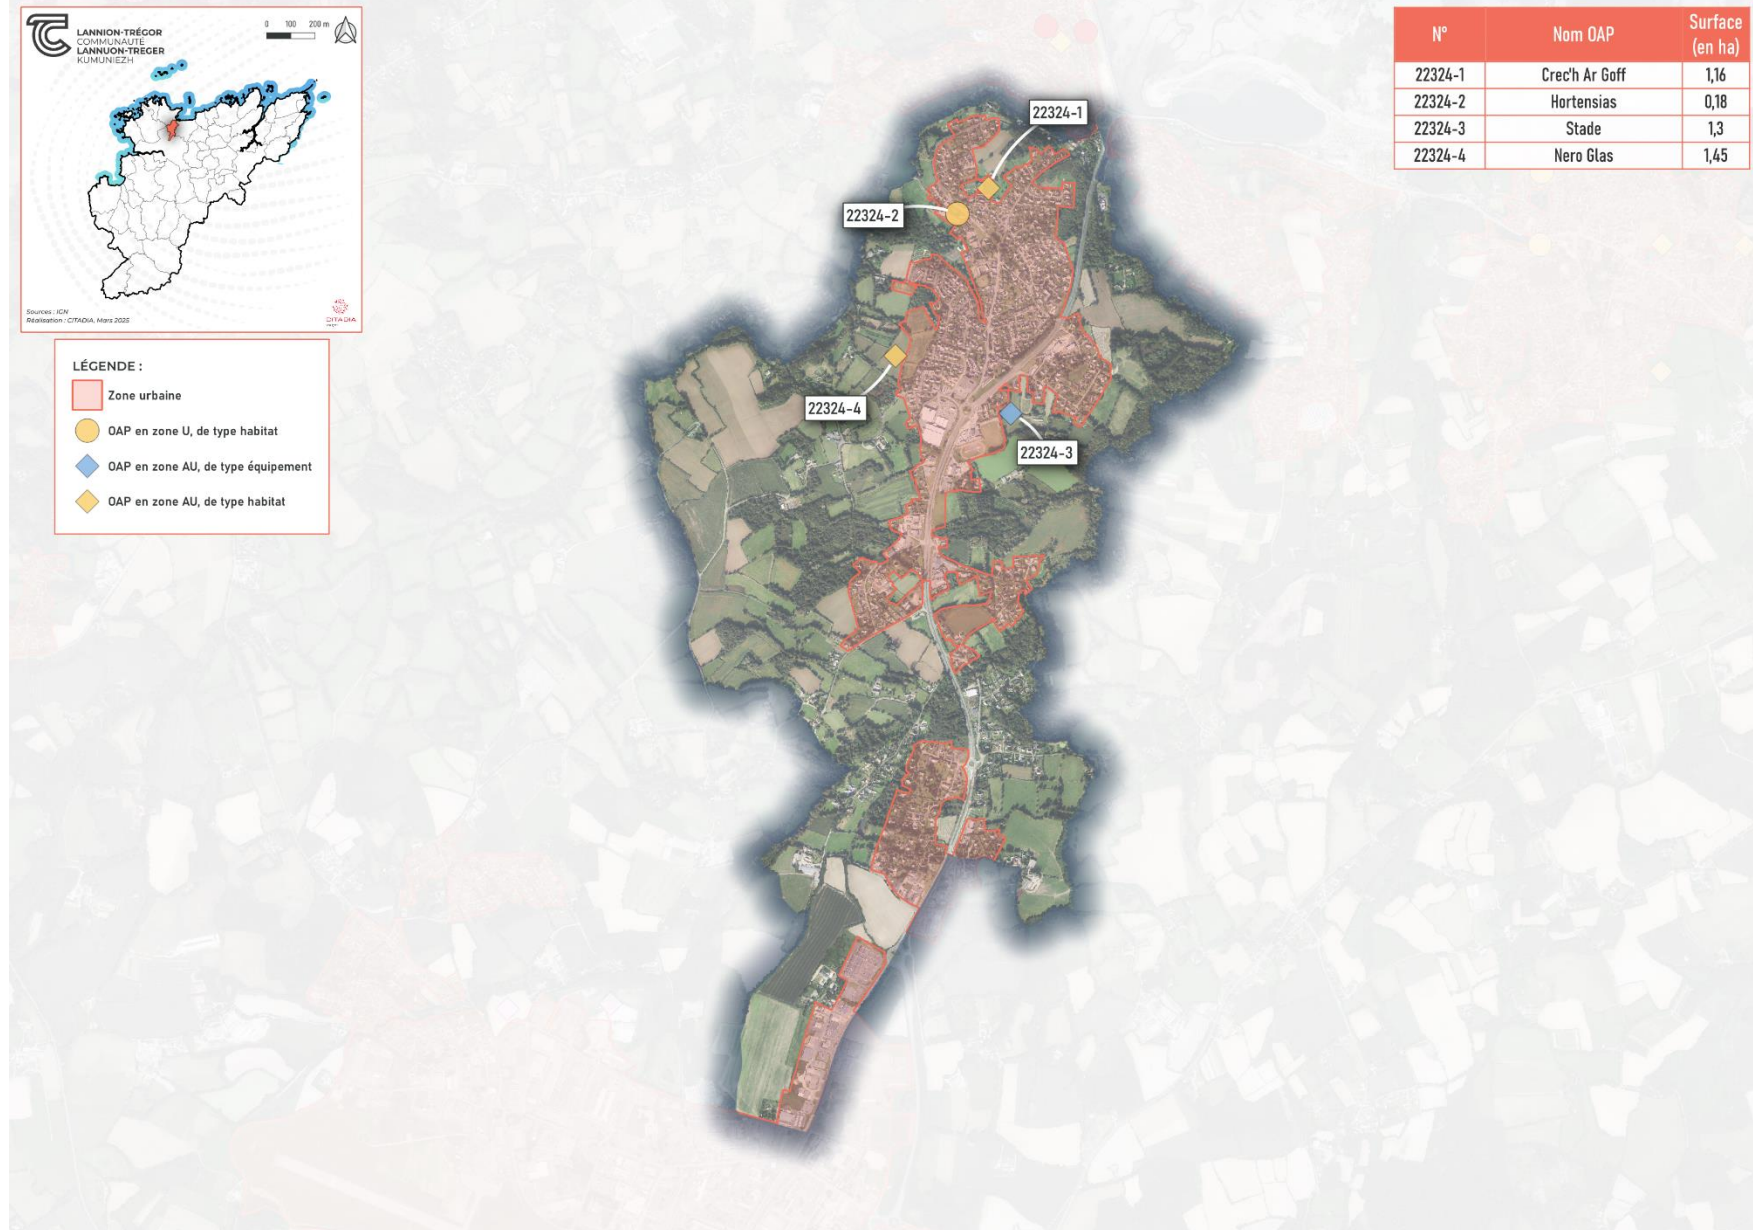 LANNION-TRÉGOR
COMMUNAUTÉ
LANNUON-TREGER
KUMUNIEZH
0 100 200 m
Sources : IGN
Réalisation : CITADIA, Mars 2025
CITADIA
LÉGENDE :
Zone urbaine
OAP en zone U, de type habitat
OAP en zone AU, de type équipement
OAP en zone AU, de type habitat
22324-1
22324-2
22324-4
22324-3
N° Nom OAP Surface (en ha)
22324-1 Crec'h Ar Goff 1,16
22324-2 Hortensias 0,18
22324-3 Stade 1,3
22324-4 Nero Glas 1,45